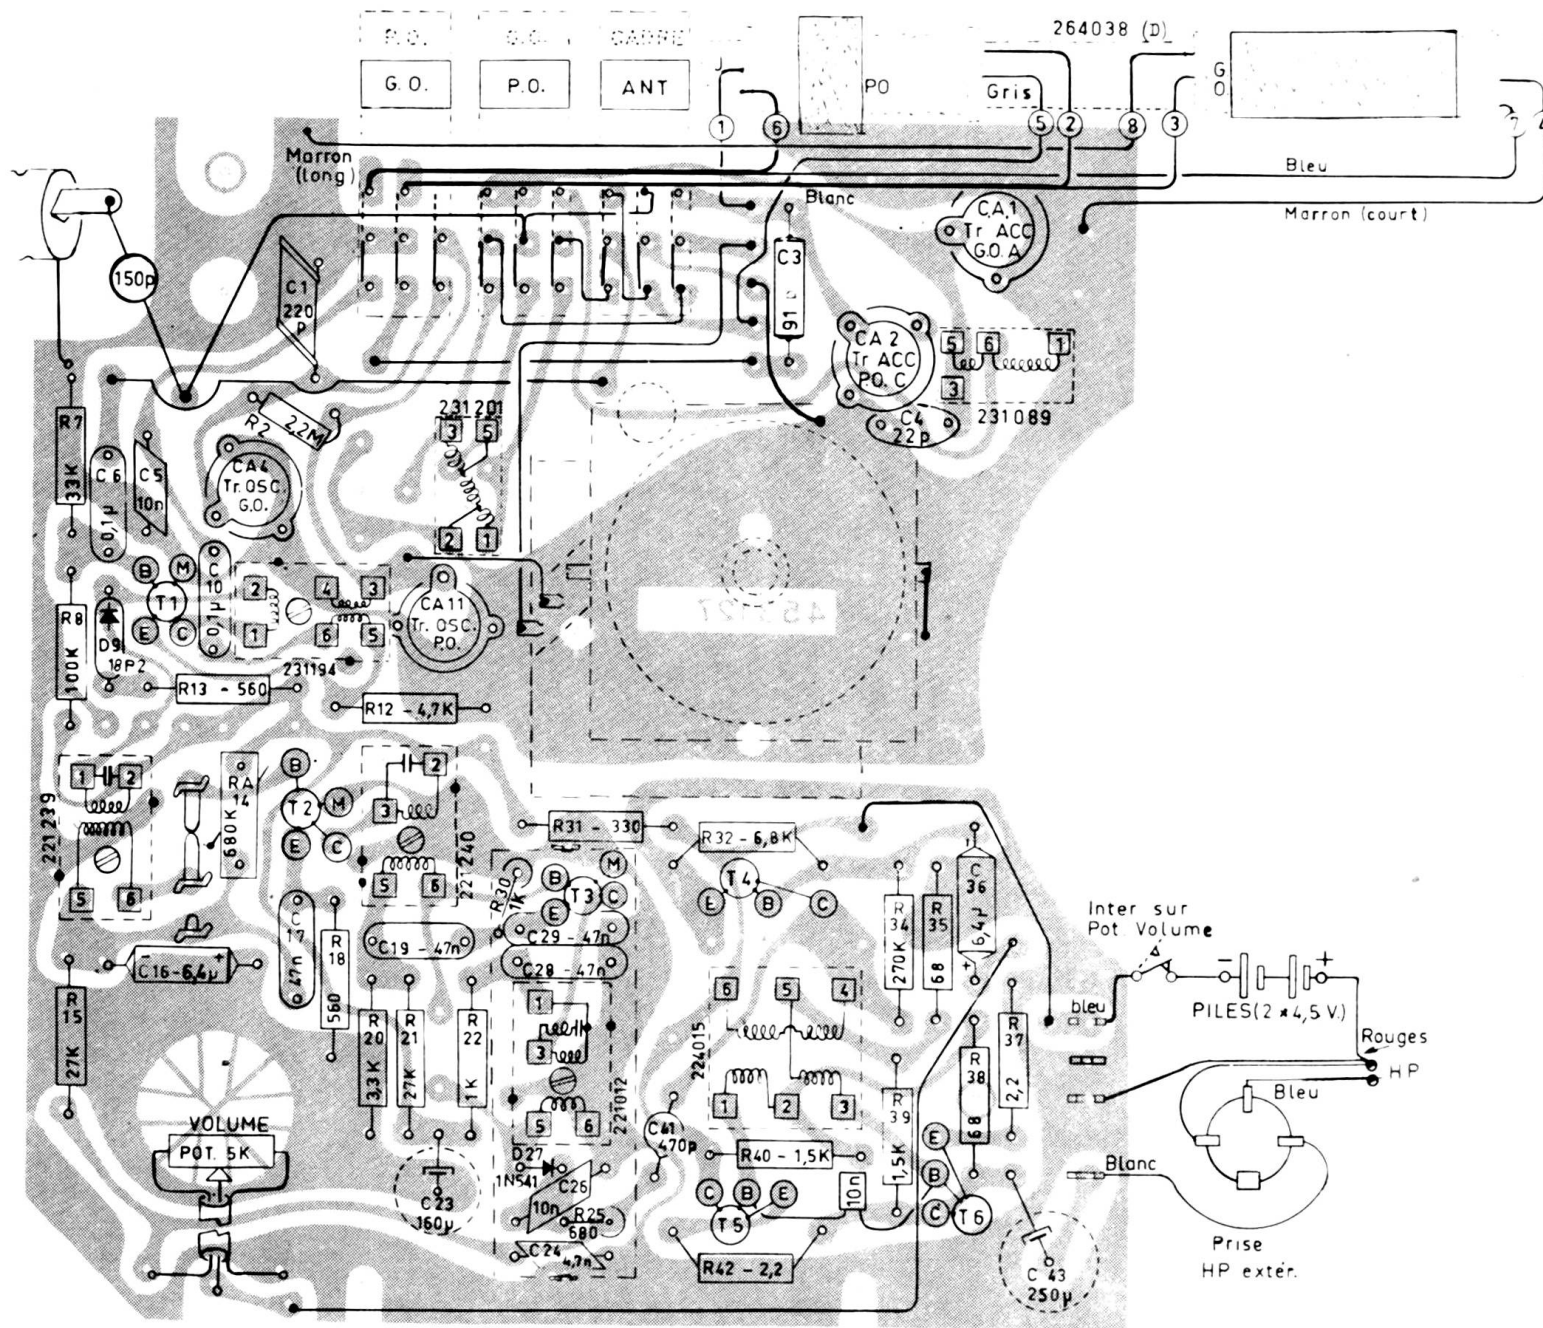 P.O.
G.O.
CADRE
G.O.
P.O.
ANT
264038 (D)
PO
Gris
G
O.
1
6
5
2
8
3
7
4
Marron
(long)
Bleu
Blanc
Marron (court)
150p
C1
220
p
C3
91 p
C.A.1
Tr ACC
G.O. A
CA 2
Tr ACC
P.O. C
5
6
1
3
231089
C4
22p
R7
33K
C6
0,1µ
C5
10n
R2
2,2M
CA4
Tr. OSC.
G.O.
231201
3
5
2
1
B
M
T1
E
C
C
10
0,1µ
2
4
3
1
6
5
231194
CA 11
Tr. OSC.
P.O.
R8
100K
D9
18P2
R13 - 560
R12 - 4,7K
1
2
5
6
221239
RA
14
680K
B
T2
M
E
C
2
3
5
6
221240
R31 - 330
R32 - 6,8K
R30
1K
B
M
T3
C
E
C29 - 47n
C28 - 47n
T4
E
B
C
R
34
270K
R
35
68
C
36
6,4µ
-
+
C19 - 47n
47n
R
18
560
C16 - 6,4µ
-
+
R
15
27K
R
20
3,3K
R
21
27K
R
22
1K
1
3
5
6
221012
224015
6
5
4
1
2
3
R
39
1,5K
R
38
68
R
37
2,2
Inter sur
Pot. Volume
-
+
PILES (2 * 4,5 V.)
bleu
Rouges
HP
Bleu
Blanc
Prise
HP extér.
VOLUME
POT. 5K
C23
160µ
D27
1N541
C26
10n
R25
680
C24
4,7n
C41
470p
R40 - 1,5K
10n
C
B
E
T5
R42 - 2,2
E
B
C
T6
C 43
250µ